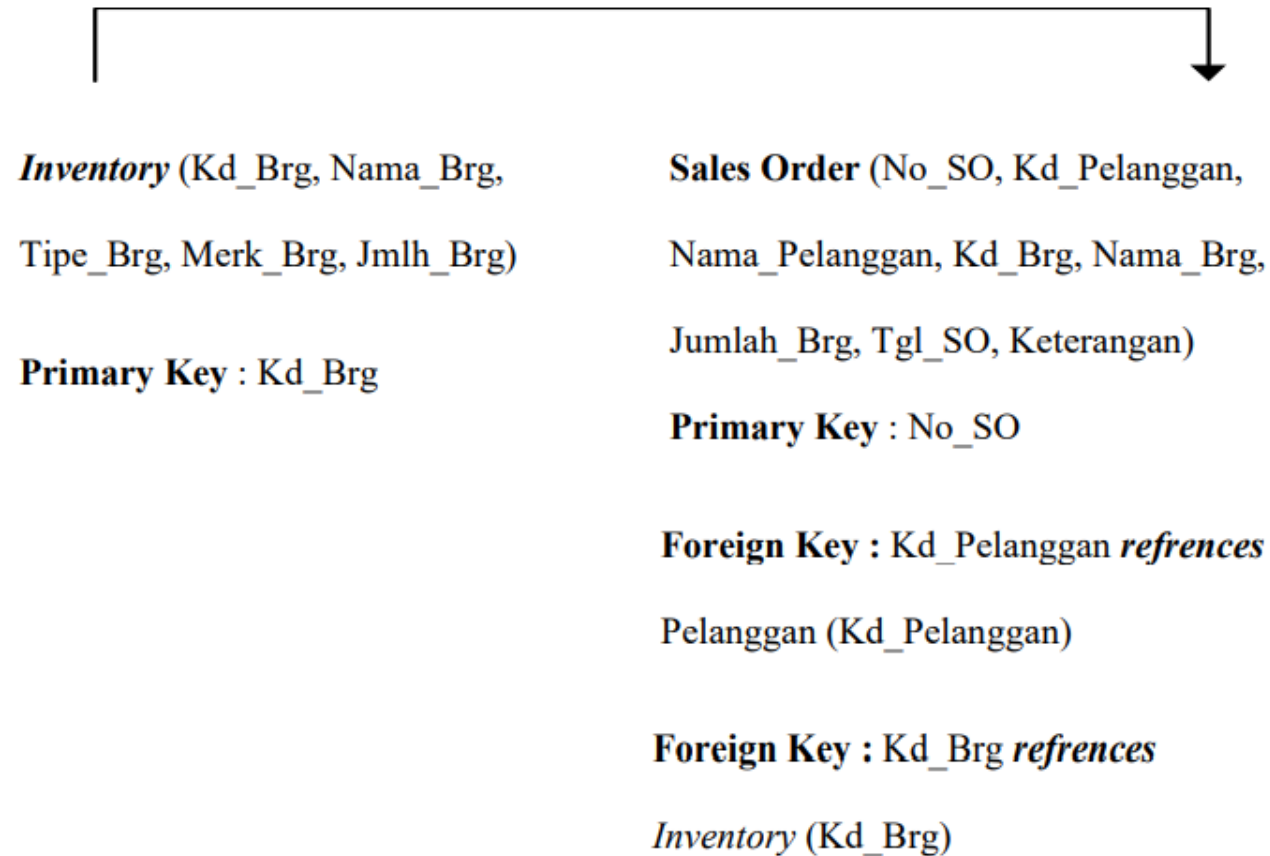 Inventory (Kd_Brg, Nama_Brg,
Tipe_Brg, Merk_Brg, Jmlh_Brg)
Primary Key : Kd_Brg
Sales Order (No_SO, Kd_Pelanggan,
Nama_Pelanggan, Kd_Brg, Nama_Brg,
Jumlah_Brg, Tgl_SO, Keterangan)
Primary Key : No_SO
Foreign Key : Kd_Pelanggan refrences
Pelanggan (Kd_Pelanggan)
Foreign Key : Kd_Brg refrences
Inventory (Kd_Brg)